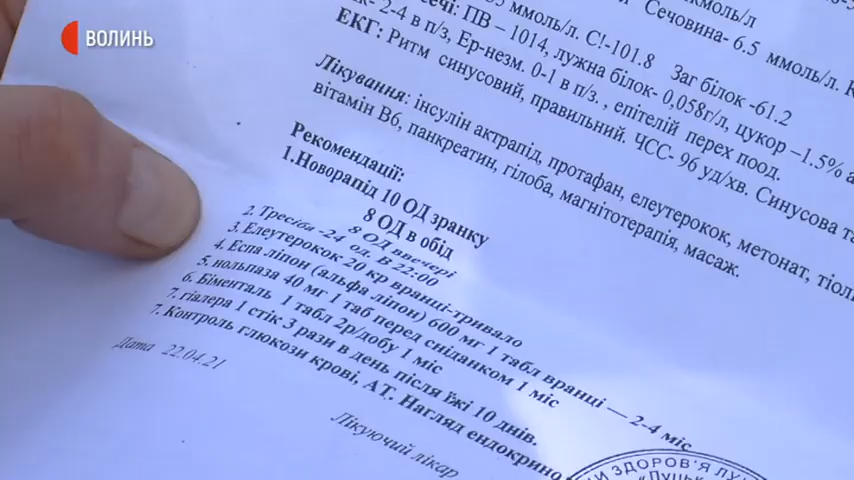 ВОЛИНЬ
ммоль/л
Сечовина- 6.5 ммоль/л.
ммоль/л. С!-101.8 Заг білок -61.2
ПВ – 1014, лужна білок- 0,058г/л, цукор –1.5%
2-4 в п/з, Ер-незм. 0-1 в п/з. , епітелій перех поод.
ЕКГ: Ритм синусовий, правильний. ЧСС- 96 уд/хв. Синусова
Лікування: інсулін актрапід, протафан, елеутерокок, метонат,
вітамін В6, панкреатин, гілоба, магнітотерапія, масаж.
Рекомендації:
1.Новорапід 10 ОД зранку
8 ОД в обід
8 ОД ввечері
2. Тресіба -24 од. В 22:00
3. Елеутерокок 20 кр вранці-тривало
4. Еспа ліпон (альфа ліпон) 600 мг 1 табл вранці — 2-4 міс
5. нольпаза 40 мг 1 таб перед сніданком 1 міс
6. Біменталь 1 табл 2р/добу 1 міс
7. гіалера 1 стік 3 рази в день після їжі 10 днів.
7. Контроль глюкози крові, АТ. Нагляд
Дата 22.04.21
Лікуючий лікар
ЗДОРОВ'Я